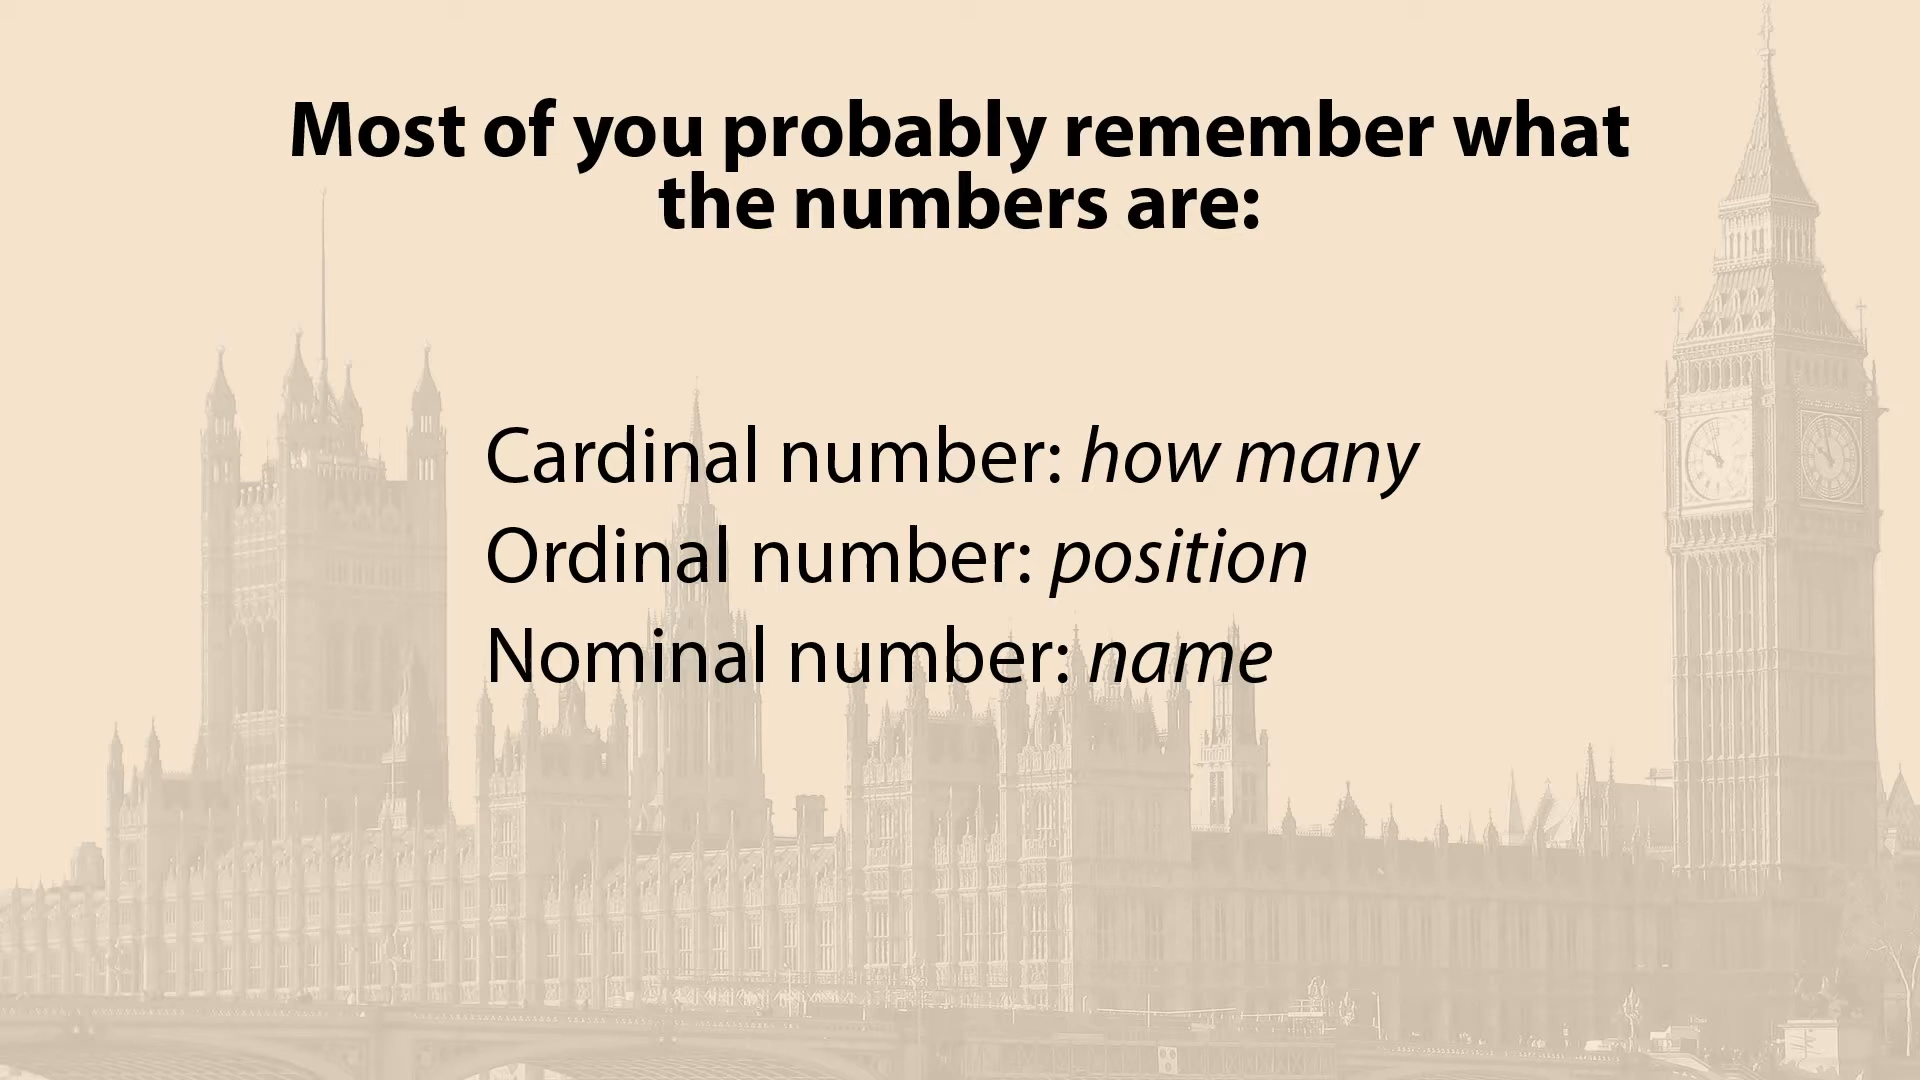 Most of you probably remember what
the numbers are:
Cardinal number: how many
Ordinal number: position
Nominal number: name